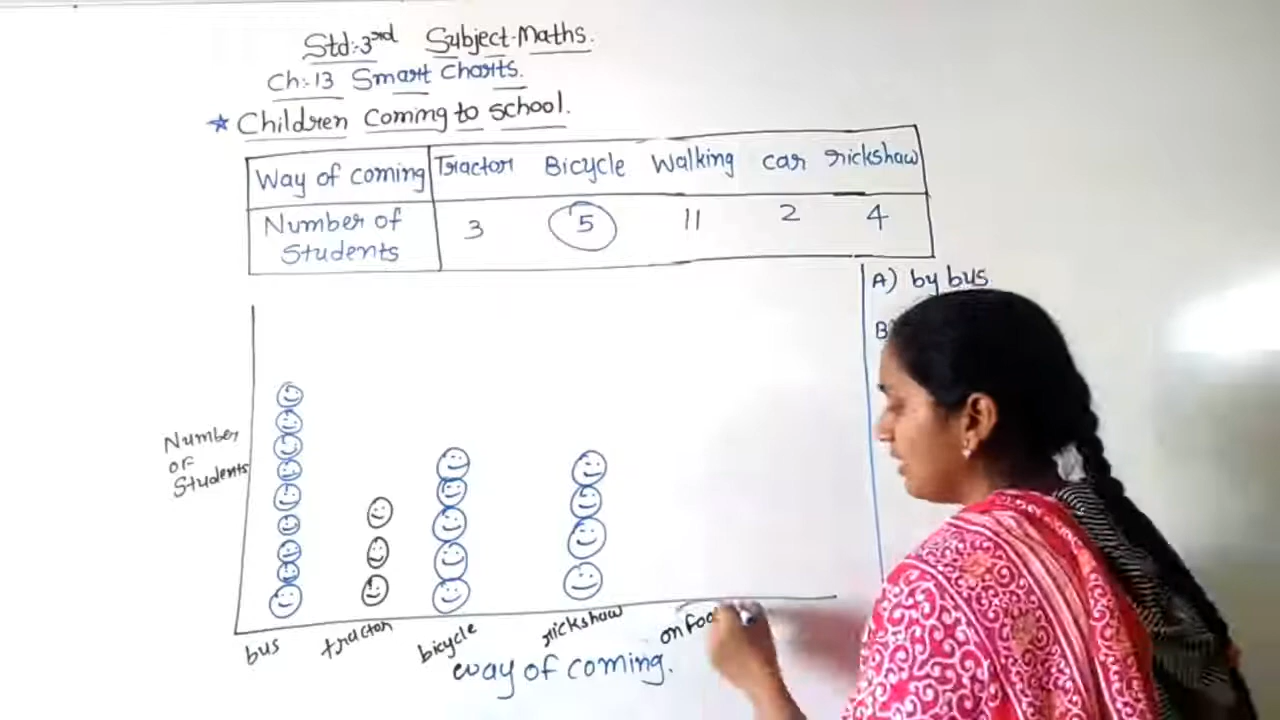 Std:-3rd Subject-Maths.
Ch:-13 Smart Charts.
* Children Coming to school.
Way of coming Tractor Bicycle Walking car rickshaw
Number of Students 3 5 11 2 4
A) by bus
B)
Number
of
Students
bus tractor bicycle rickshaw on Foo
way of coming.